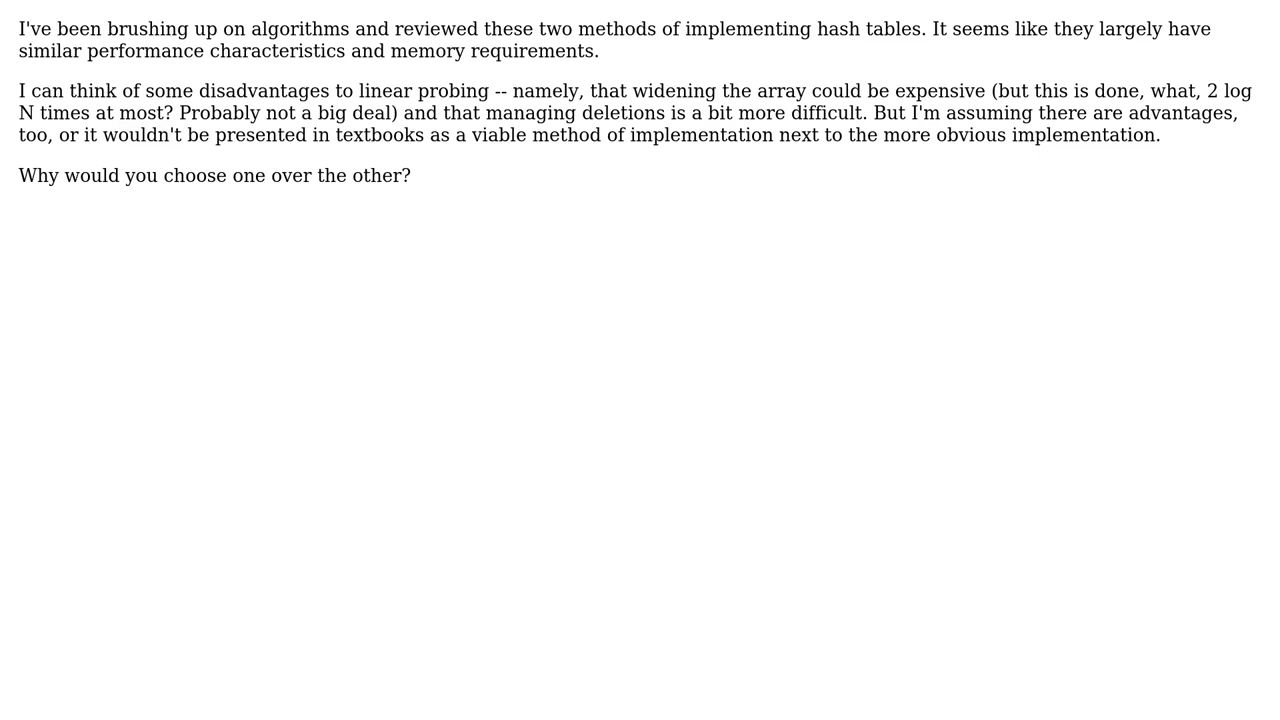 I've been brushing up on algorithms and reviewed these two methods of implementing hash tables. It seems like they largely have
similar performance characteristics and memory requirements.
I can think of some disadvantages to linear probing -- namely, that widening the array could be expensive (but this is done, what, 2 log
N times at most? Probably not a big deal) and that managing deletions is a bit more difficult. But I'm assuming there are advantages,
too, or it wouldn't be presented in textbooks as a viable method of implementation next to the more obvious implementation.
Why would you choose one over the other?